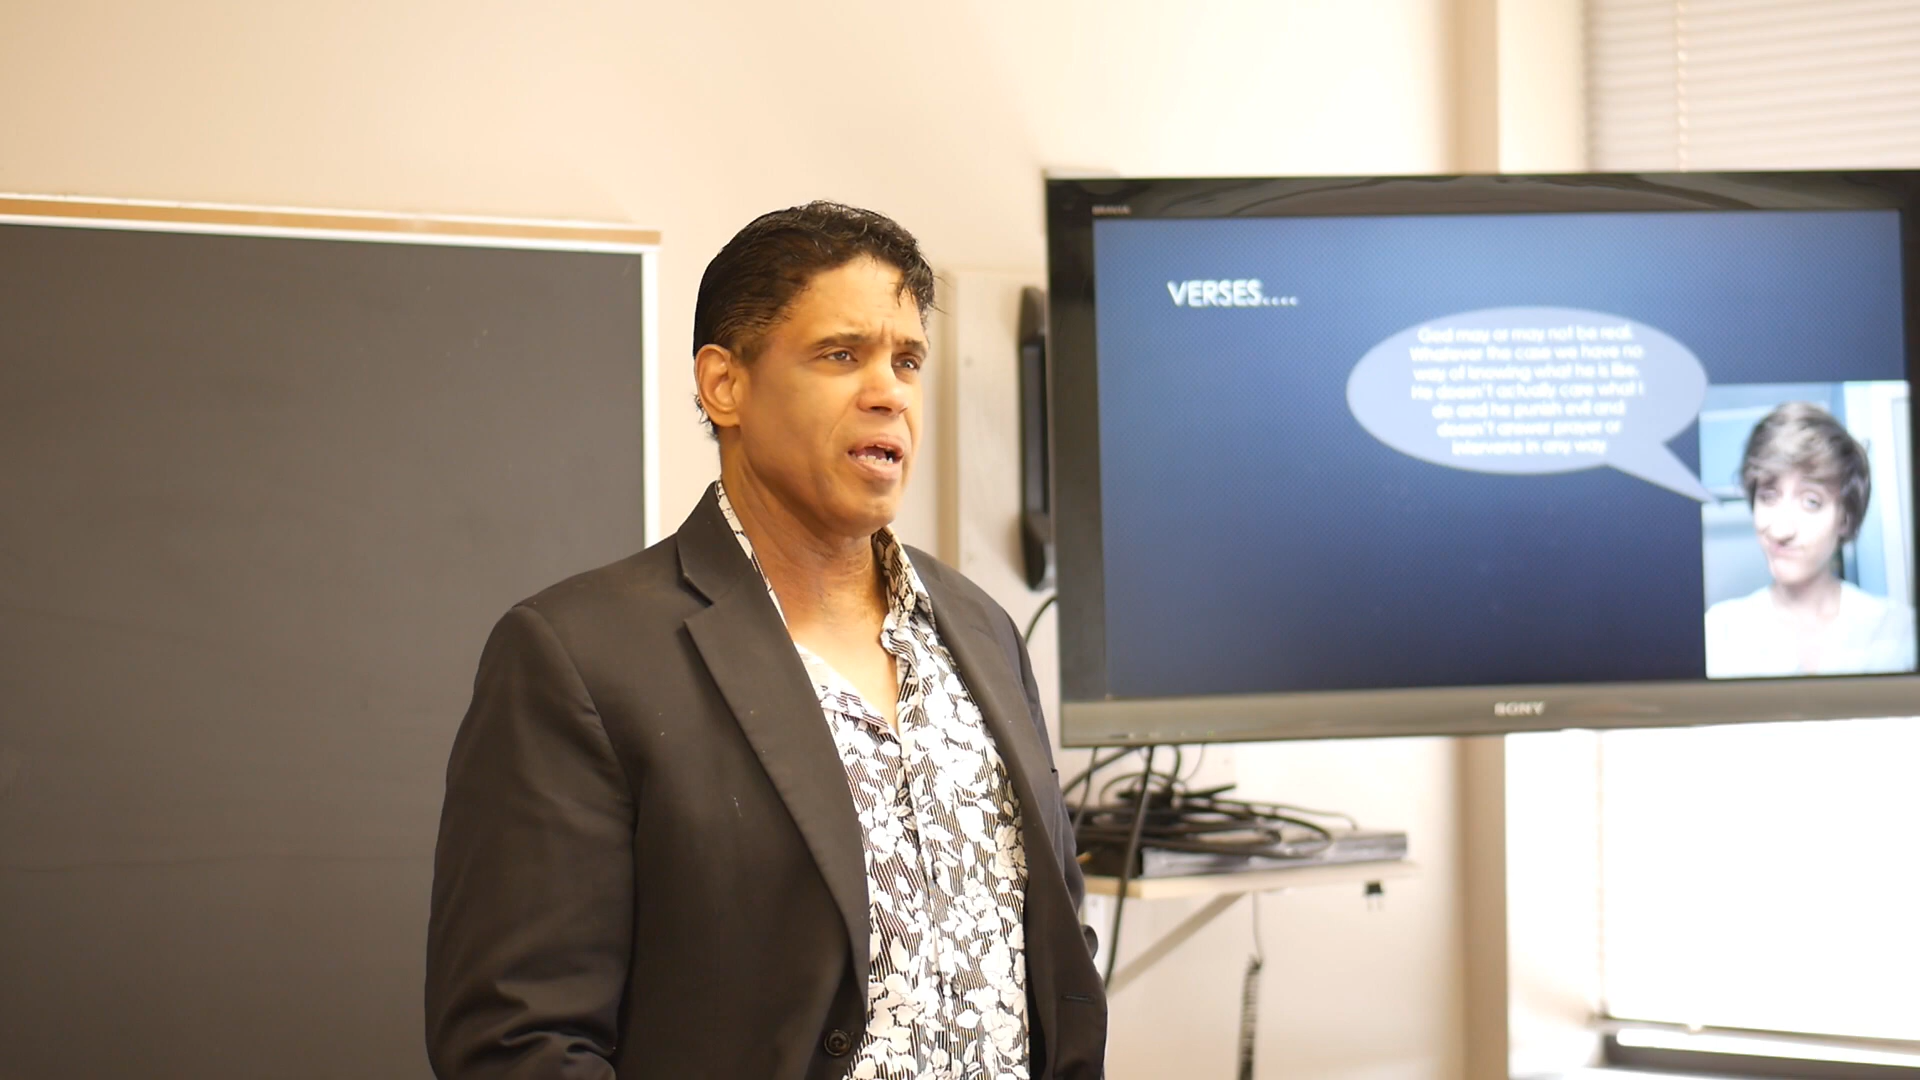 BRAVIA
VERSES....
God may or may not be real.
Whatever the case we have no
way of knowing what he is like.
He doesn't actually care what I
do and he punish evil and
doesn't answer prayer or
intervene in any way
SONY